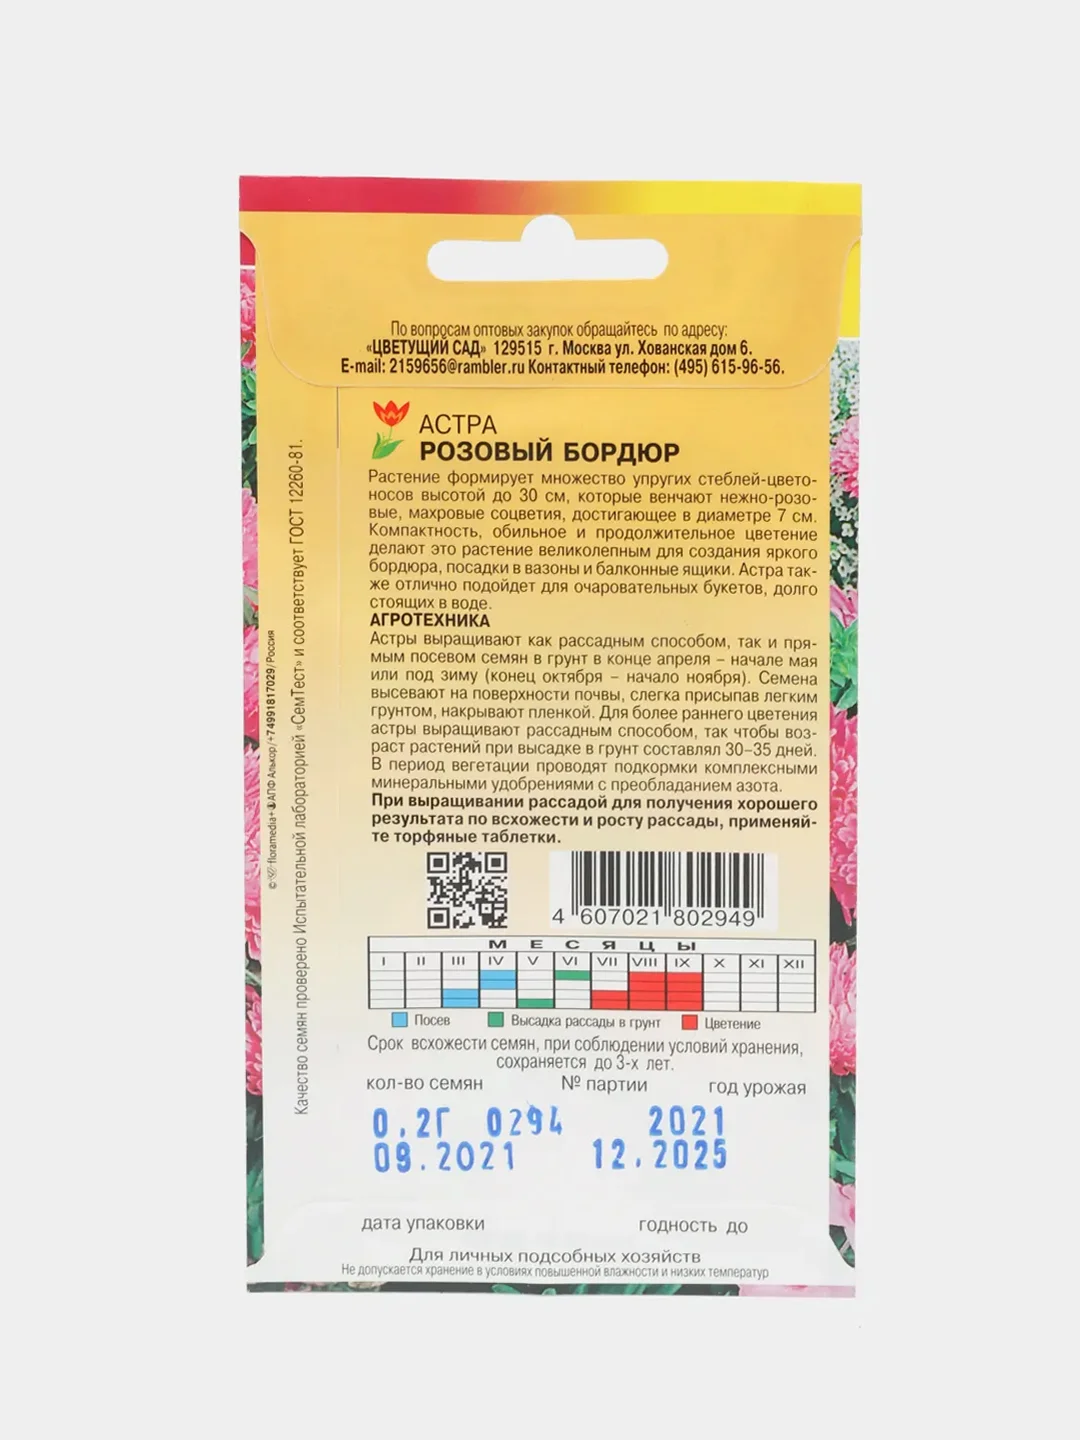 По вопросам оптовых закупок обращайтесь по адресу:
«ЦВЕТУЩИЙ САД» 129515 г. Москва ул. Хованская дом 6.
E-mail: 2159656@rambler.ru Контактный телефон: (495) 615-96-56.
АСТРА
РОЗОВЫЙ БОРДЮР
Растение формирует множество упругих стеблей-цвето-
носов высотой до 30 см, которые венчают нежно-розо-
вые, махровые соцветия, достигающее в диаметре 7 см.
Компактность, обильное и продолжительное цветение
делают это растение великолепным для создания яркого
бордюра, посадки в вазоны и балконные ящики. Астра так-
же отлично подойдет для очаровательных букетов, долго
стоящих в воде.
АГРОТЕХНИКА
Астры выращивают как рассадным способом, так и пря-
мым посевом семян в грунт в конце апреля – начале мая
или под зиму (конец октября – начало ноября). Семена
высевают на поверхности почвы, слегка присыпав легким
грунтом, накрывают пленкой. Для более раннего цветения
астры выращивают рассадным способом, так чтобы воз-
раст растений при высадке в грунт составлял 30–35 дней.
В период вегетации проводят подкормки комплексными
минеральными удобрениями с преобладанием азота.
При выращивании рассадой для получения хорошего
результата по всхожести и росту рассады, применяй-
те торфяные таблетки.
4 607021 802949
МЕСЯЦЫ
I II III IV V VI VII VIII IX X XI XII
Посев Высадка рассады в грунт Цветение
Срок всхожести семян, при соблюдении условий хранения,
сохраняется до 3-х лет.
кол-во семян № партии год урожая
0.2Г 0294 2021
09.2021 12.2025
дата упаковки годность до
Для личных подсобных хозяйств
Не допускается хранение в условиях повышенной влажности и низких температур
Качество семян проверено Испытательной лабораторией «СемТест» и соответствует ГОСТ 12260-81.
floramedia+ АПФ Алькор/+74991817029/Россия